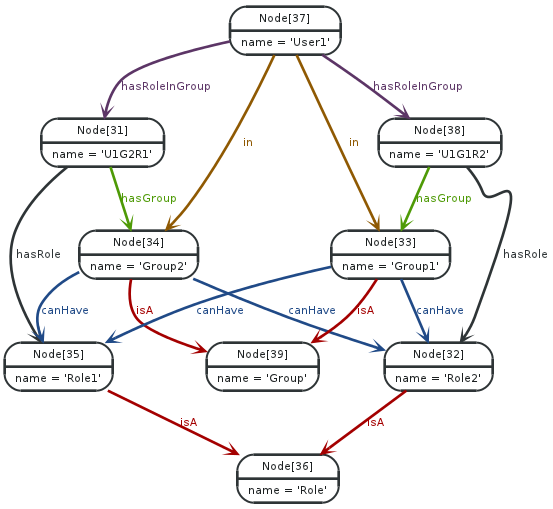 Node[37]
name = 'User1'
hasRoleInGroup
hasRoleInGroup
Node[31]
name = 'U1G2R1'
in
in
Node[38]
name = 'U1G1R2'
hasGroup
hasGroup
hasRole
hasRole
Node[34]
name = 'Group2'
Node[33]
name = 'Group1'
canHave
isA
canHave
canHave
isA
canHave
Node[35]
name = 'Role1'
Node[39]
name = 'Group'
Node[32]
name = 'Role2'
isA
isA
Node[36]
name = 'Role'